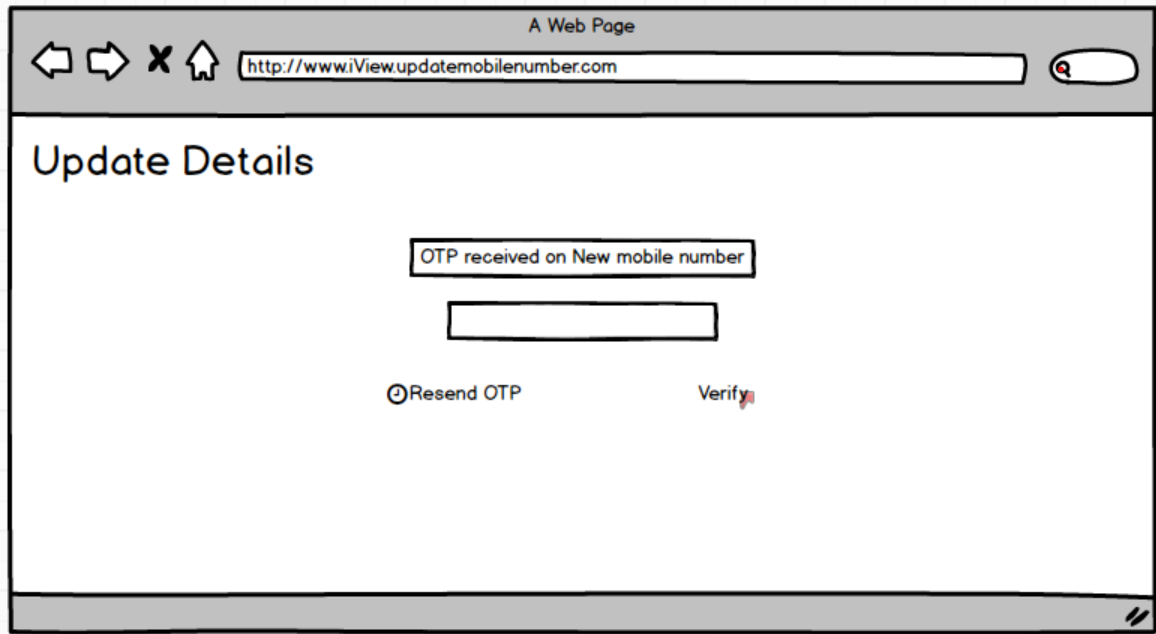 A Web Page
http://www.iView.updatemobilenumber.com
Update Details
OTP received on New mobile number
Resend OTP
Verify